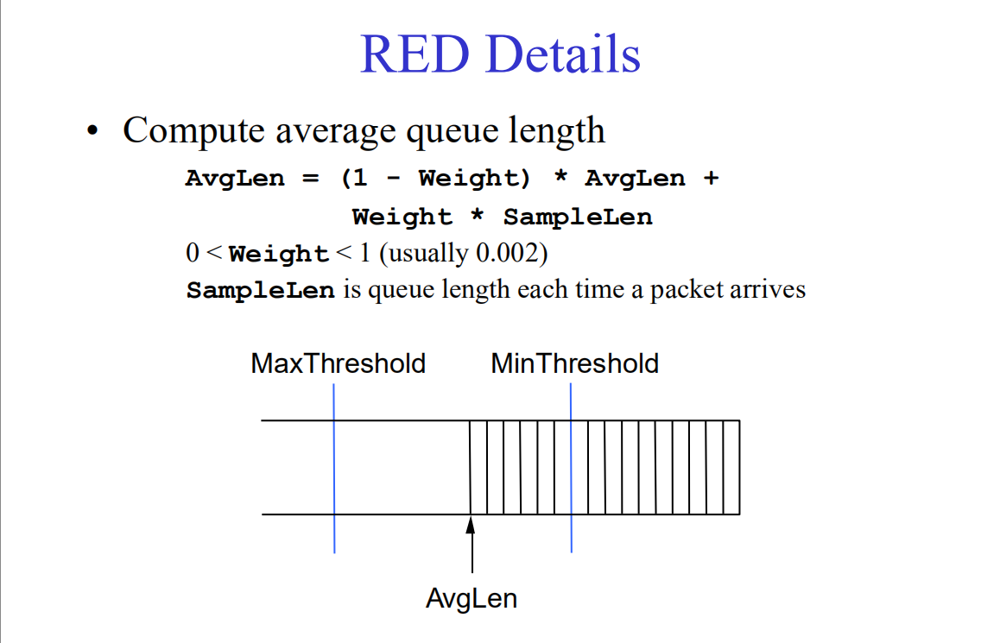 RED Details
• Compute average queue length
AvgLen = (1 - Weight) * AvgLen +
Weight * SampleLen
0 < Weight < 1 (usually 0.002)
SampleLen is queue length each time a packet arrives
MaxThreshold MinThreshold
AvgLen